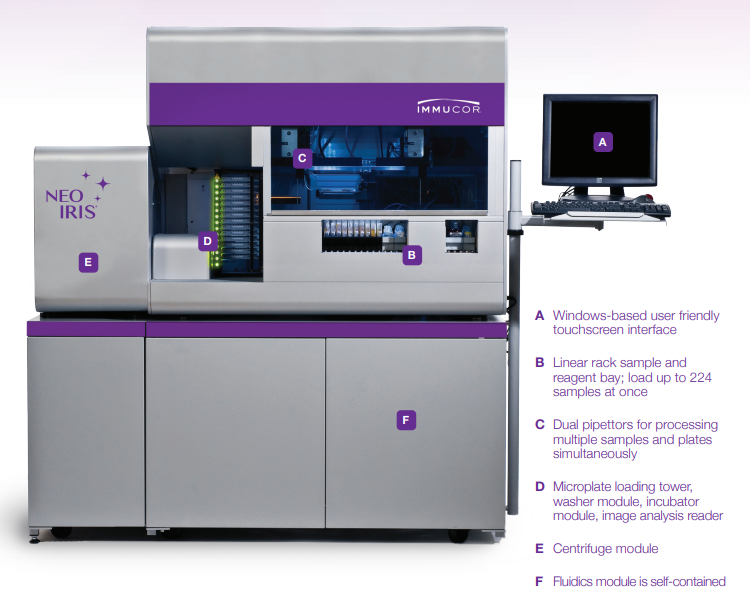 IMMUCOR
A
C
NEO
IRIS
D
B
E
F
A Windows-based user friendly
touchscreen interface
B Linear rack sample and
reagent bay; load up to 224
samples at once
C Dual pipettors for processing
multiple samples and plates
simultaneously
D Microplate loading tower,
washer module, incubator
module, image analysis reader
E Centrifuge module
F Fluidics module is self-contained